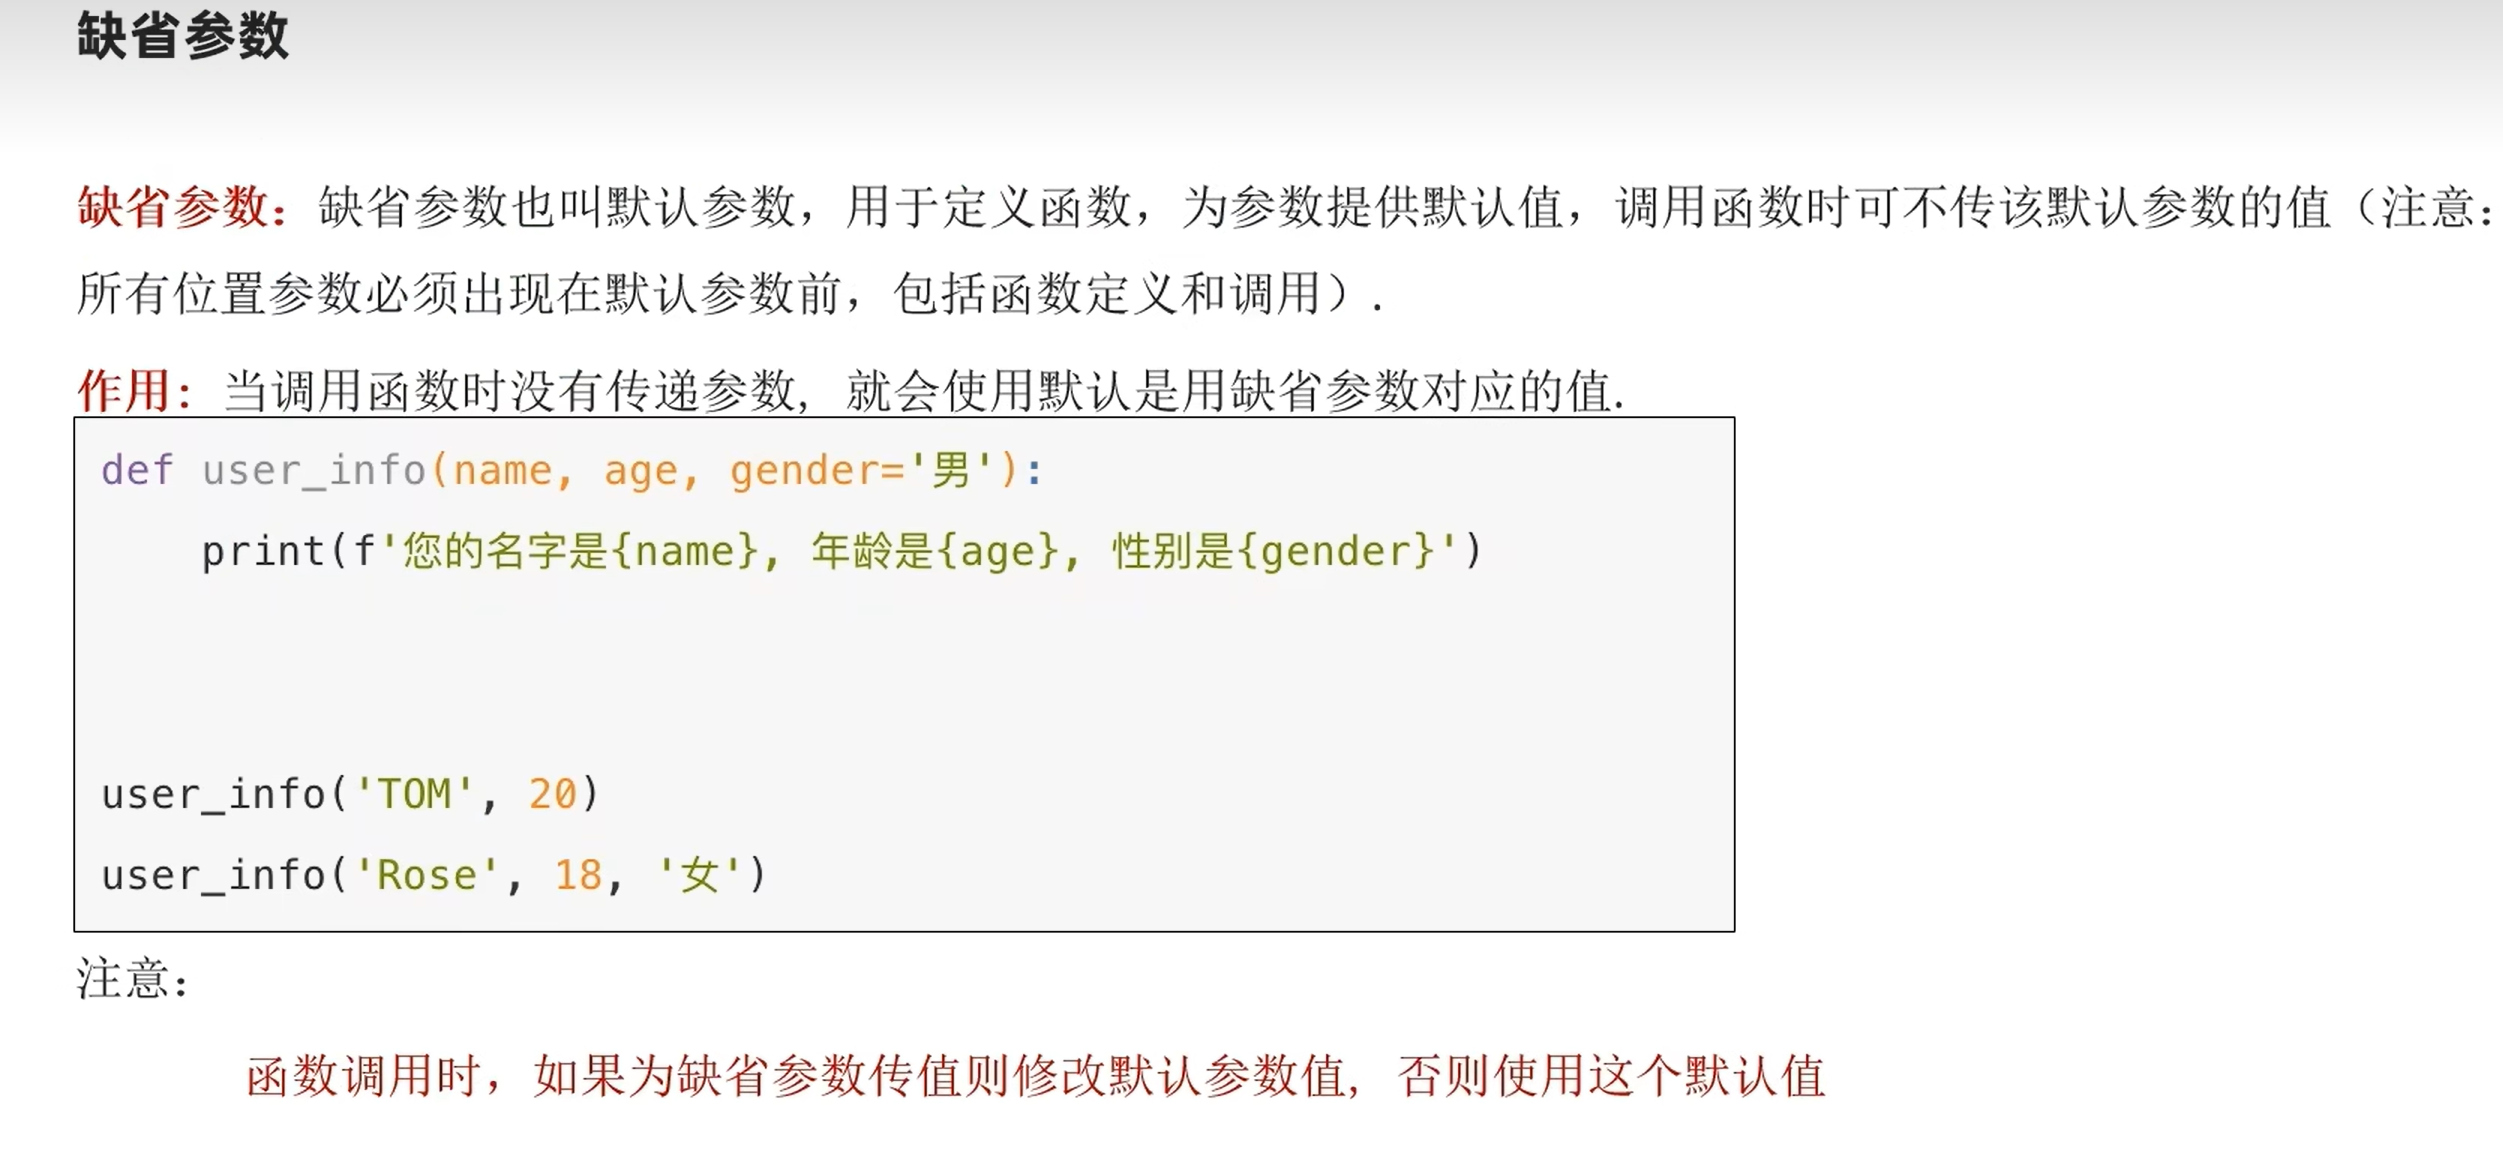 缺省参数
缺省参数：缺省参数也叫默认参数，用于定义函数，为参数提供默认值，调用函数时可不传该默认参数的值（注意：
所有位置参数必须出现在默认参数前，包括函数定义和调用）.
作用：当调用函数时没有传递参数, 就会使用默认是用缺省参数对应的值.
def user_info(name, age, gender='男'):
    print(f'您的名字是{name}, 年龄是{age}, 性别是{gender}')
user_info('TOM', 20)
user_info('Rose', 18, '女')
注意：
函数调用时，如果为缺省参数传值则修改默认参数值, 否则使用这个默认值